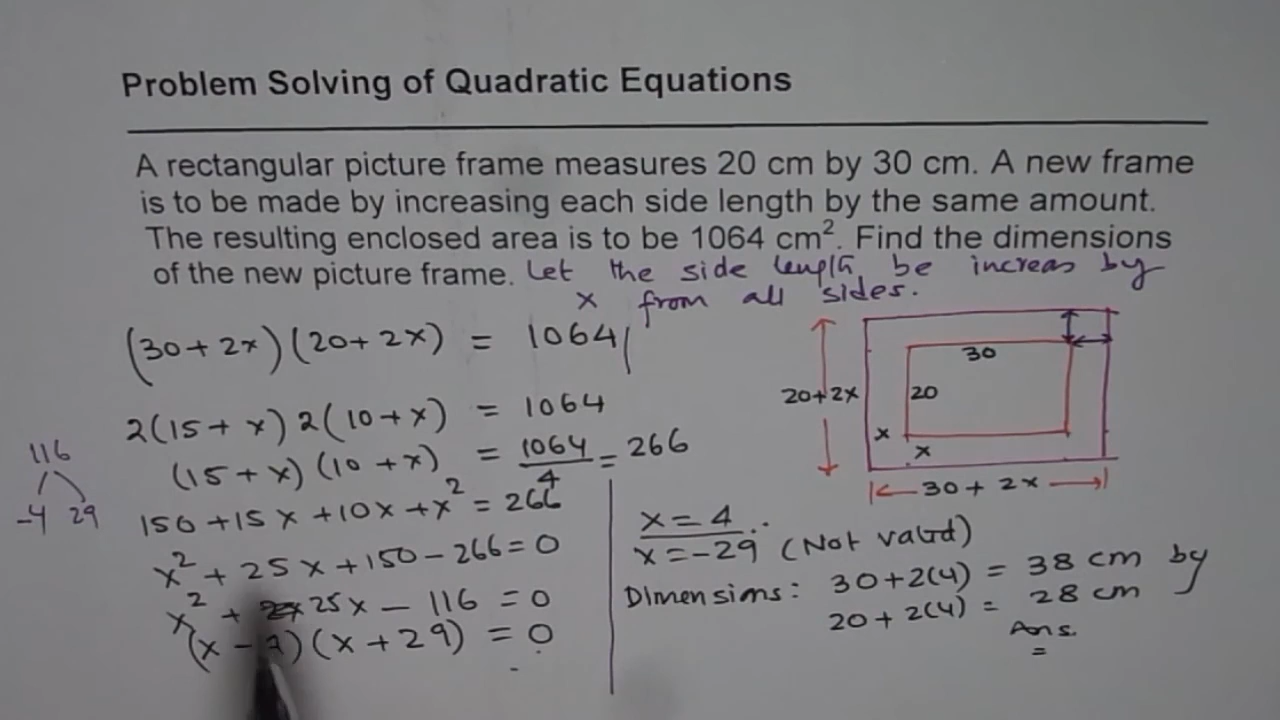 Problem Solving of Quadratic Equations
A rectangular picture frame measures 20 cm by 30 cm. A new frame
is to be made by increasing each side length by the same amount.
The resulting enclosed area is to be 1064 cm². Find the dimensions
of the new picture frame. Let the side length be increas by
x from all sides.
(30 + 2x)(20 + 2x) = 1064
2(15 + x) 2(10 + x) = 1064
(15 + x)(10 + x) = 1064/4 = 266
150 + 15x + 10x + x² = 266
x² + 25x + 150 - 266 = 0
x² + 25x - 116 = 0
(x - )(x + 29) = 0
116
-4 29
30
20
20+2x
x
x
30 + 2x
x = 4
x = -29 (Not valid)
Dimensions: 30+2(4) = 38 cm by
20+2(4) = 28 cm
Ans.